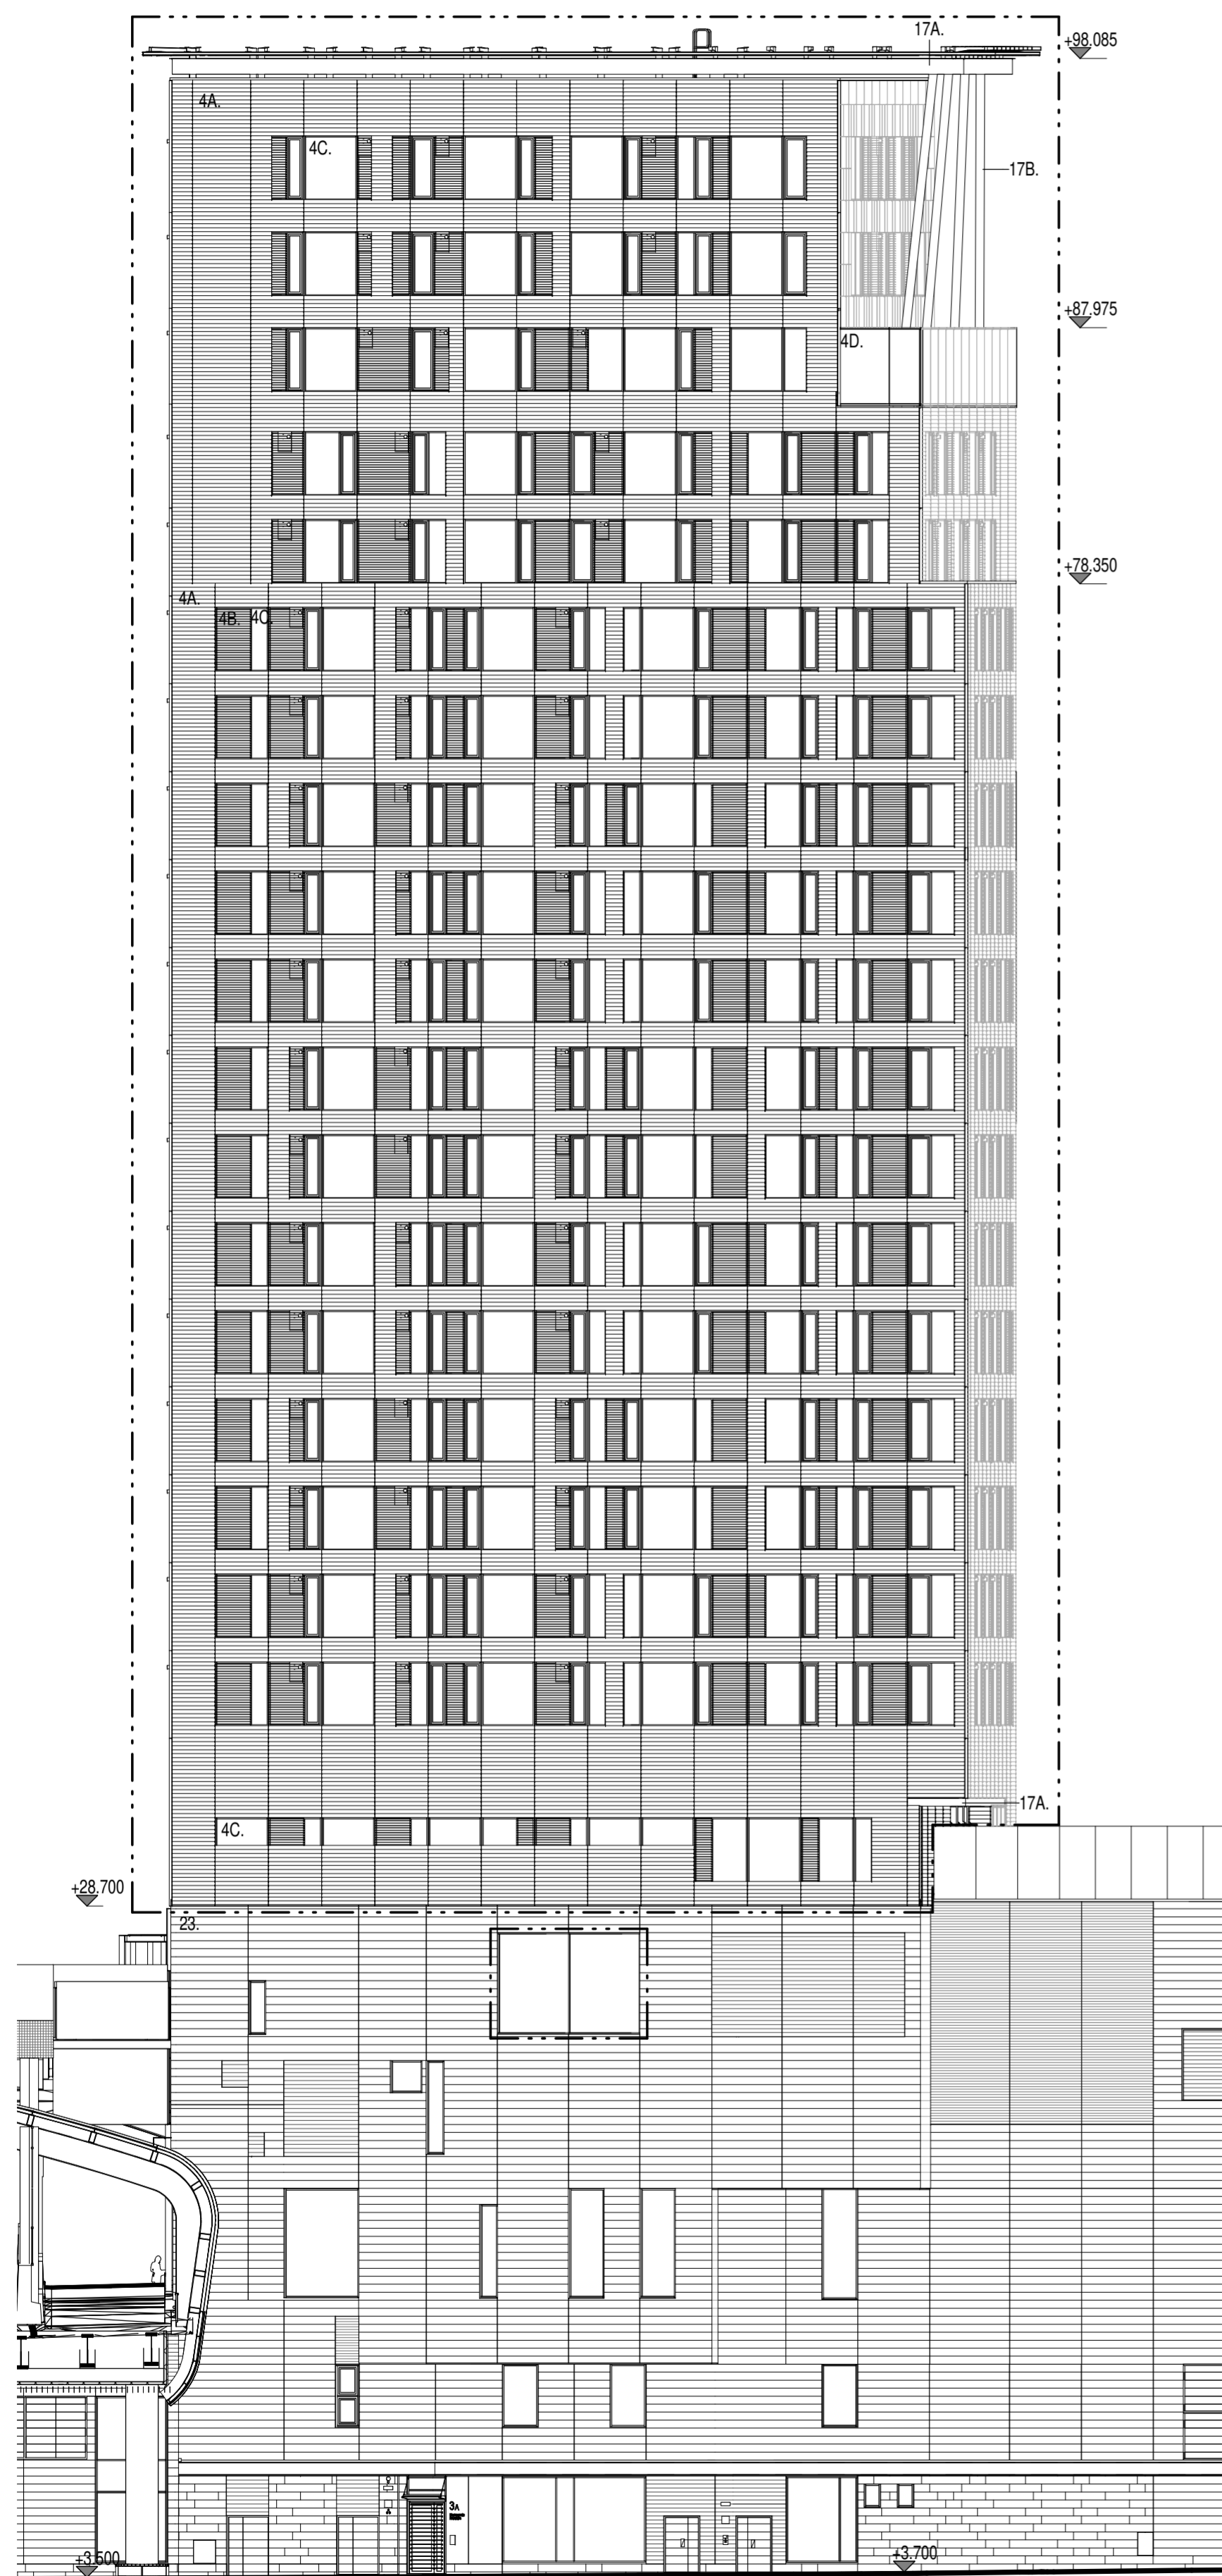 17A.
+98.085
4A.
4C.
17B.
+87.975
4D.
+78.350
4A.
4B. 4C.
17A.
4C.
+28.700
23.
3A
+3.500
+3.700